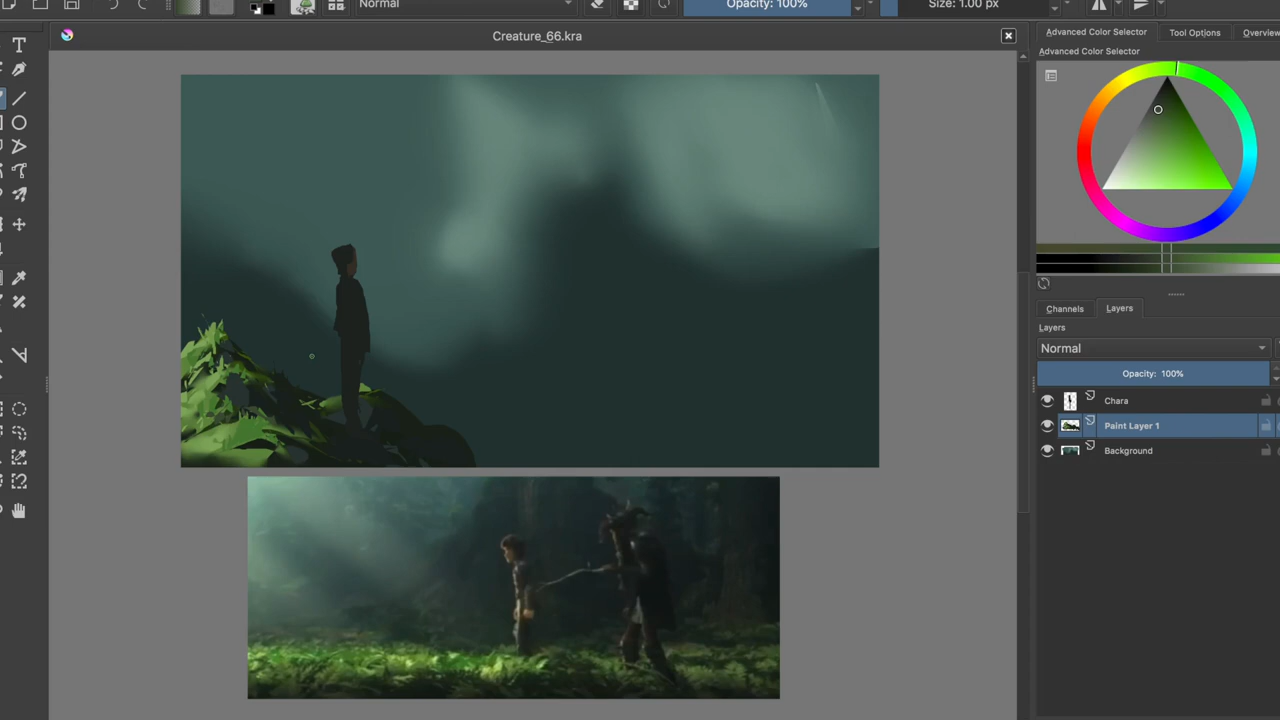 Normal
Opacity: 100%
Size: 1.00 px
Creature_66.kra
Advanced Color Selector
Tool Options
Overview
Advanced Color Selector
Channels
Layers
Layers
Normal
Opacity: 100%
Chara
Paint Layer 1
Background